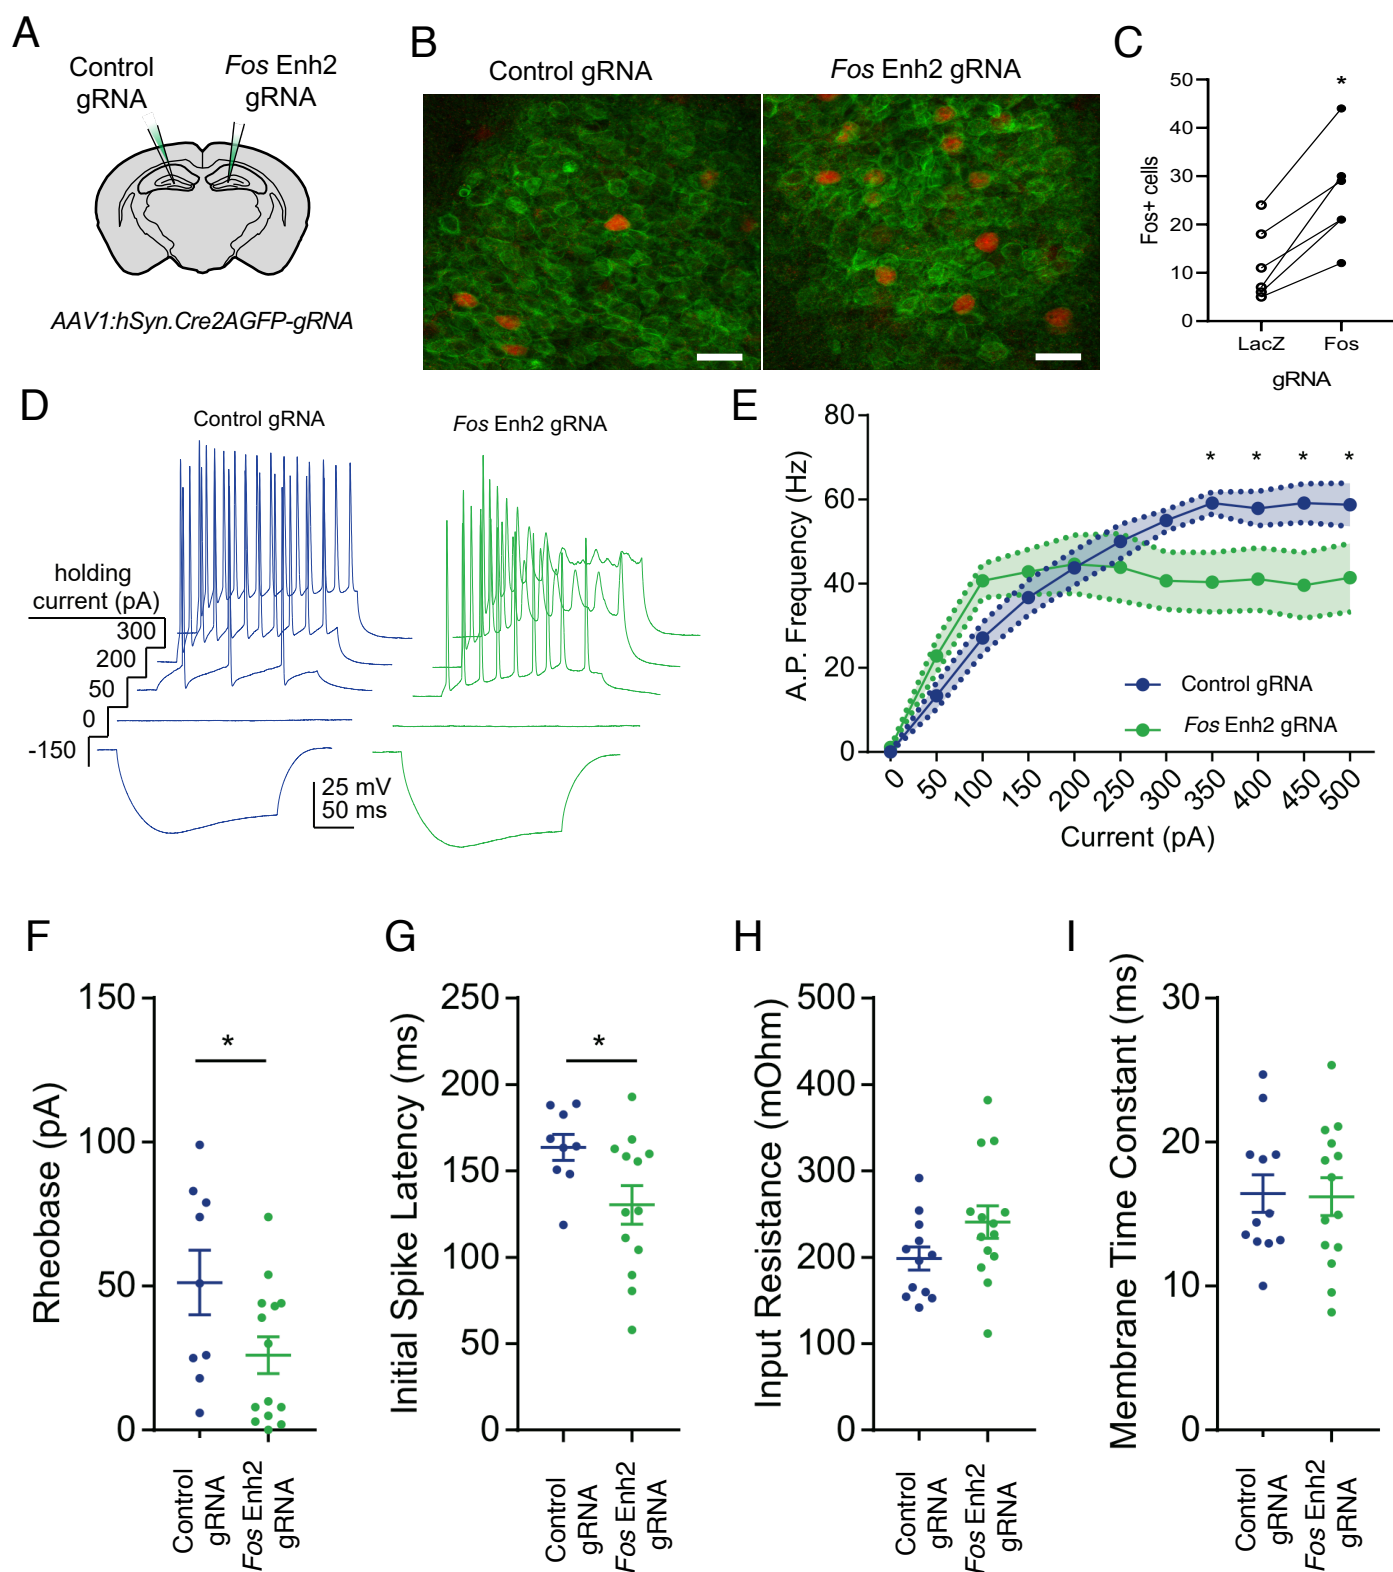 A
Control
gRNA
Fos Enh2
gRNA
AAV1:hSyn.Cre2AGFP-gRNA
B
Control gRNA
Fos Enh2 gRNA
C
50
40
30
20
10
0
Fos+ cells
*
LacZ
Fos
gRNA
D
Control gRNA
Fos Enh2 gRNA
holding
current (pA)
300
200
50
0
-150
25 mV
50 ms
E
80
60
40
20
0
A.P. Frequency (Hz)
* * * *
Control gRNA
Fos Enh2 gRNA
0 50 100 150 200 250 300 350 400 450 500
Current (pA)
F
150
100
50
0
Rheobase (pA)
*
Control
gRNA
Fos Enh2
gRNA
G
250
200
150
100
50
0
Initial Spike Latency (ms)
*
Control
gRNA
Fos Enh2
gRNA
H
500
400
300
200
100
0
Input Resistance (mOhm)
Control
gRNA
Fos Enh2
gRNA
I
30
20
10
0
Membrane Time Constant (ms)
Control
gRNA
Fos Enh2
gRNA